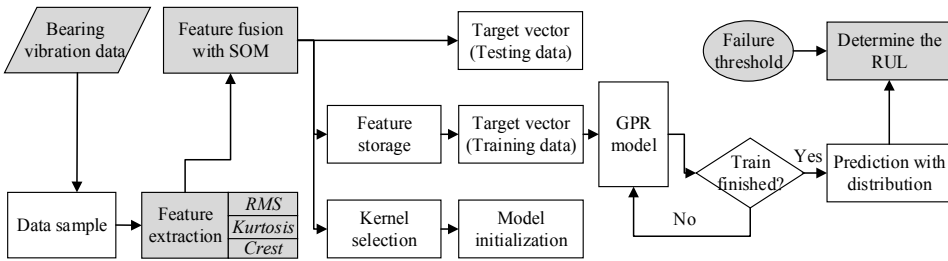 Bearing
vibration data
Data sample
Feature
extraction
RMS
Kurtosis
Crest
Feature fusion
with SOM
Target vector
(Testing data)
Feature
storage
Target vector
(Training data)
Kernel
selection
Model
initialization
GPR
model
Train
finished?
Yes
No
Prediction with
distribution
Failure
threshold
Determine the
RUL